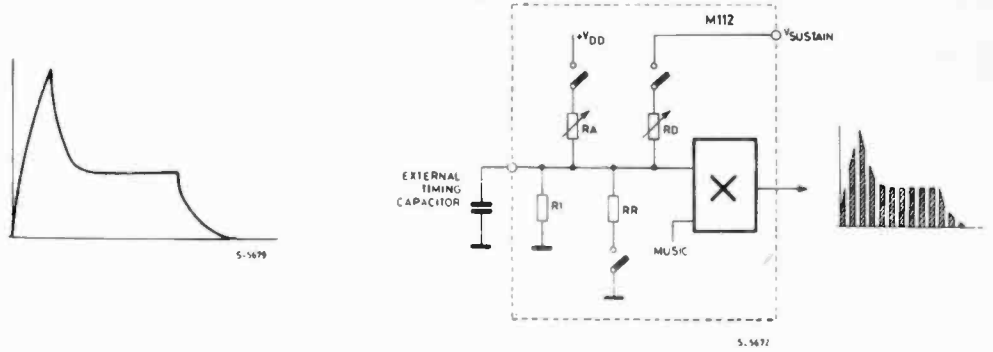 S-5679
M112
+VDD
VSUSTAIN
RA
RD
EXTERNAL
TIMING
CAPACITOR
R1
RR
MUSIC
S-5672